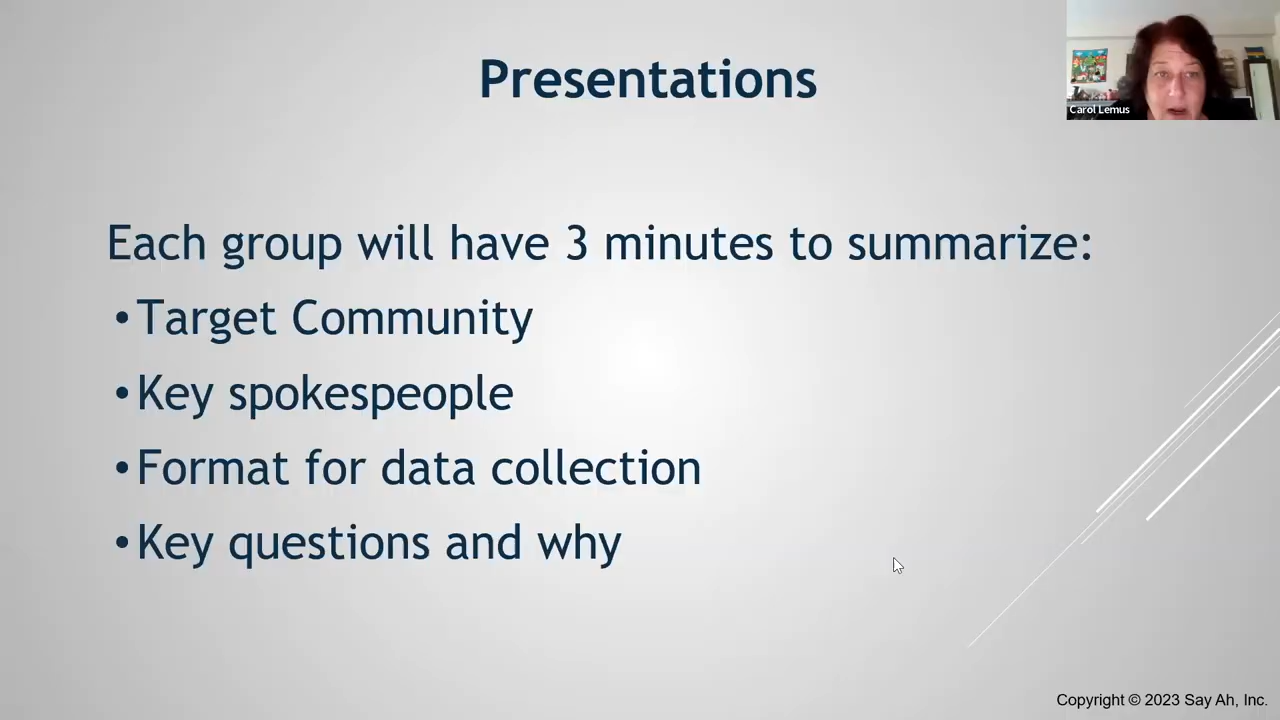 Presentations
Carol Lemus
Each group will have 3 minutes to summarize:
•Target Community
•Key spokespeople
•Format for data collection
•Key questions and why
Copyright © 2023 Say Ah, Inc.